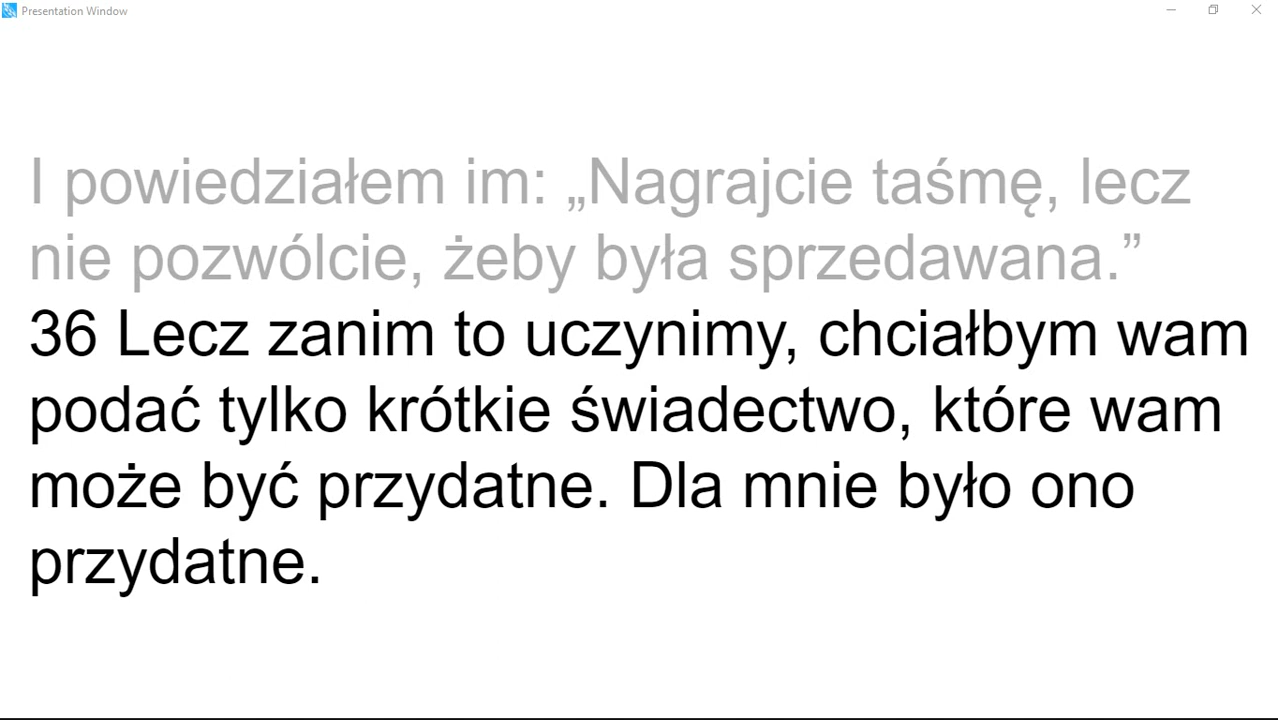 Presentation Window
I powiedziałem im: „Nagrajcie taśmę, lecz
nie pozwólcie, żeby była sprzedawana.”
36 Lecz zanim to uczynimy, chciałbym wam
podać tylko krótkie świadectwo, które wam
może być przydatne. Dla mnie było ono
przydatne.